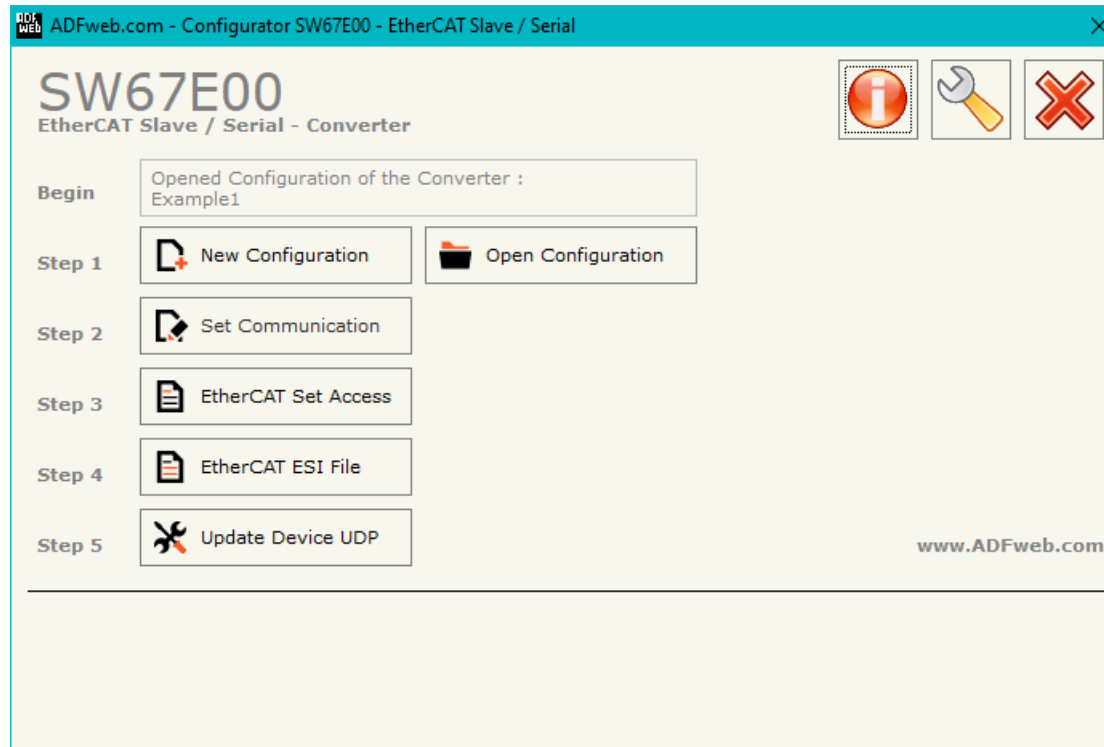 ADF
WEB
ADFweb.com - Configurator SW67E00 - EtherCAT Slave / Serial
SW67E00
EtherCAT Slave / Serial - Converter
Begin
Opened Configuration of the Converter :
Example1
Step 1
New Configuration
Open Configuration
Step 2
Set Communication
Step 3
EtherCAT Set Access
Step 4
EtherCAT ESI File
Step 5
Update Device UDP
www.ADFweb.com